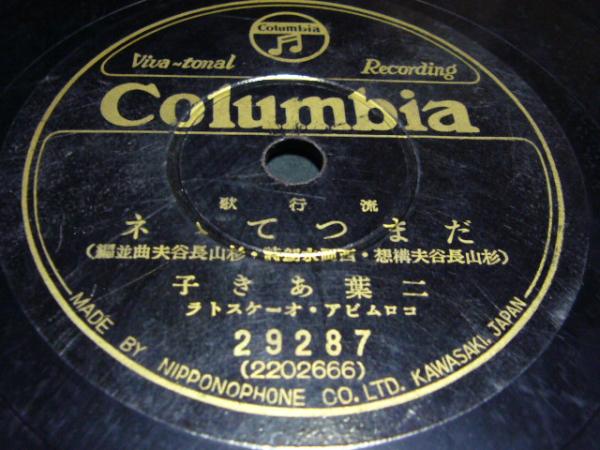 Columbia
Viva-tonal Recording
Columbia
流行歌
だまつてゝネ
(杉山長谷夫構想・西岡水朗詩・杉山長谷夫曲並編)
二葉あき子
コロムビア・オーケストラ
29287
(2202666)
MADE BY NIPPONOPHONE CO. LTD. KAWASAKI, JAPAN